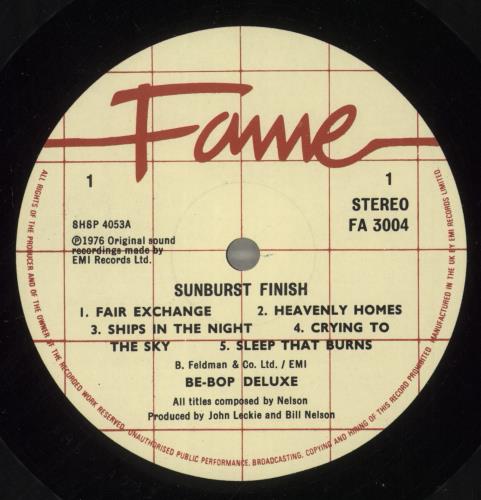 Fame
1
1
STEREO
FA 3004
8HSP 4053A
℗1976 Original sound
recordings made by
EMI Records Ltd.
SUNBURST FINISH
1. FAIR EXCHANGE 2. HEAVENLY HOMES
3. SHIPS IN THE NIGHT 4. CRYING TO
THE SKY 5. SLEEP THAT BURNS
B. Feldman & Co. Ltd. / EMI
BE-BOP DELUXE
All titles composed by Nelson
Produced by John Leckie and Bill Nelson
ALL RIGHTS OF THE PRODUCER AND OF THE OWNER OF THE RECORDED WORK RESERVED. UNAUTHORISED PUBLIC PERFORMANCE, BROADCASTING, COPYING AND HIRING OF THIS RECORD PROHIBITED. MANUFACTURED IN THE UK BY EMI RECORDS LIMITED.